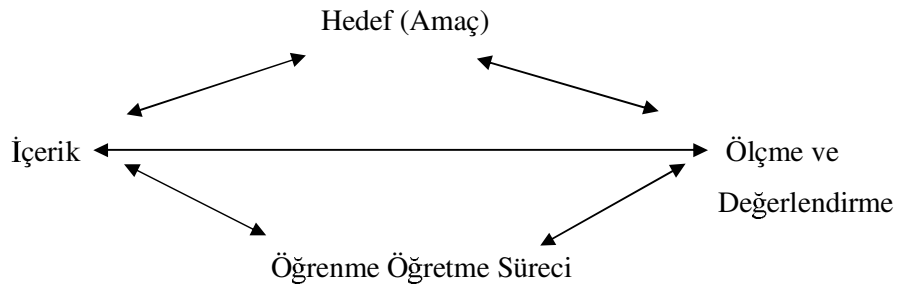 Hedef (Amaç)
İçerik
Ölçme ve
Değerlendirme
Öğrenme Öğretme Süreci